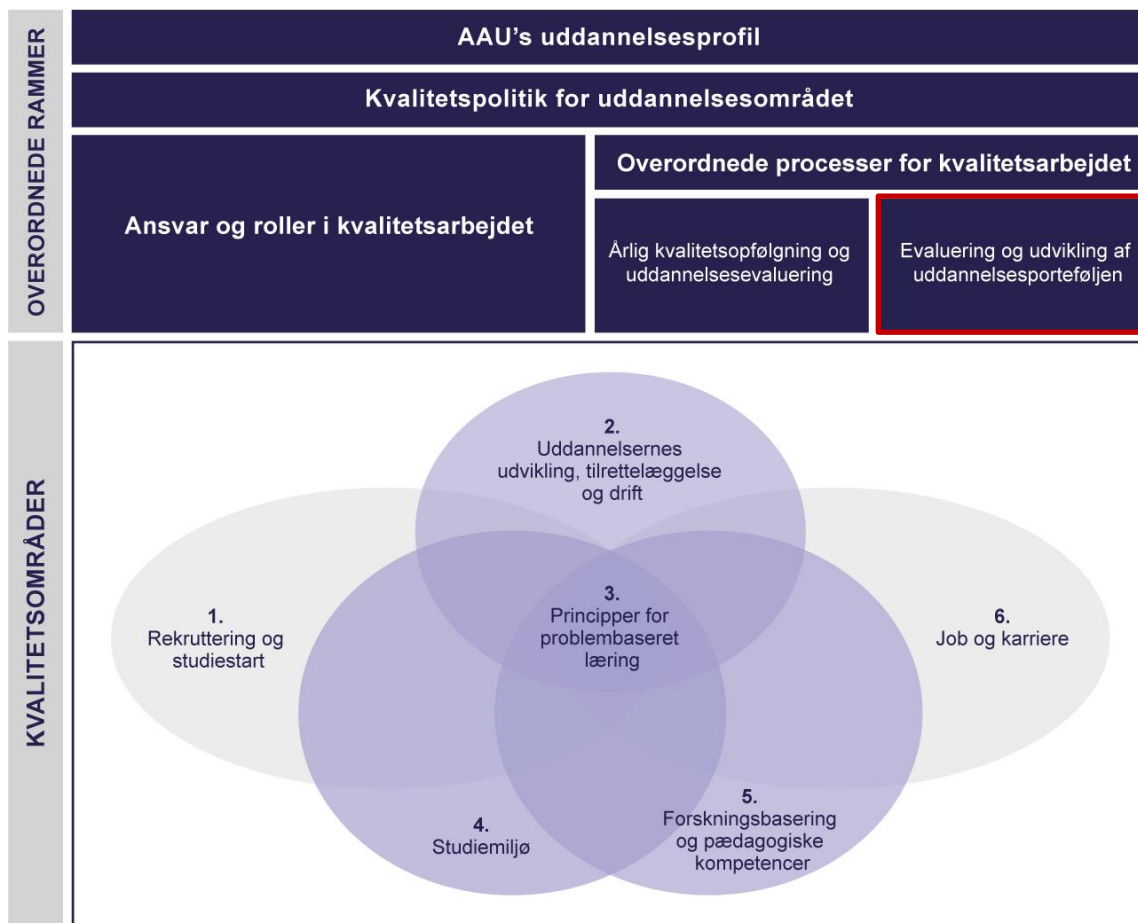 OVERORDNEDE RAMMER
AAU's uddannelsesprofil
Kvalitetspolitik for uddannelsesområdet
Ansvar og roller i kvalitetsarbejdet
Overordnede processer for kvalitetsarbejdet
Årlig kvalitetsopfølgning og
uddannelsesevaluering
Evaluering og udvikling af
uddannelsesporteføljen
KVALITETSOMRÅDER
1.
Rekruttering og
studiestart
2.
Uddannelsernes
udvikling, tilrettelæggelse
og drift
3.
Principper for
problembaseret
læring
4.
Studiemiljø
5.
Forskningsbasering
og pædagogiske
kompetencer
6.
Job og karriere